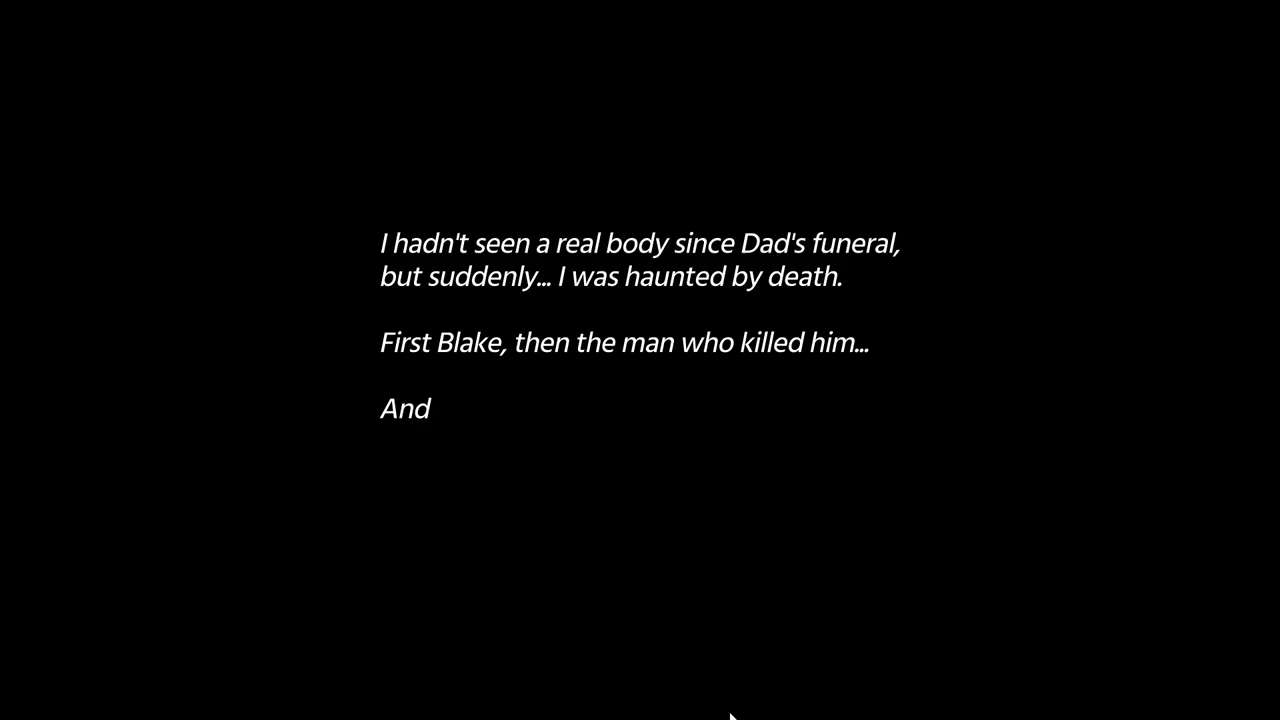 I hadn't seen a real body since Dad's funeral,
but suddenly... I was haunted by death.
First Blake, then the man who killed him...
And